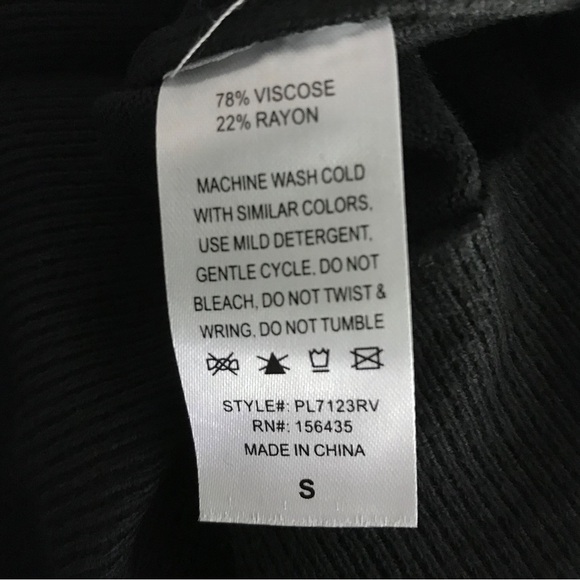 78% VISCOSE
22% RAYON
MACHINE WASH COLD
WITH SIMILAR COLORS,
USE MILD DETERGENT,
GENTLE CYCLE, DO NOT
BLEACH, DO NOT TWIST &
WRING, DO NOT TUMBLE
STYLE#: PL7123RV
RN#: 156435
MADE IN CHINA
S